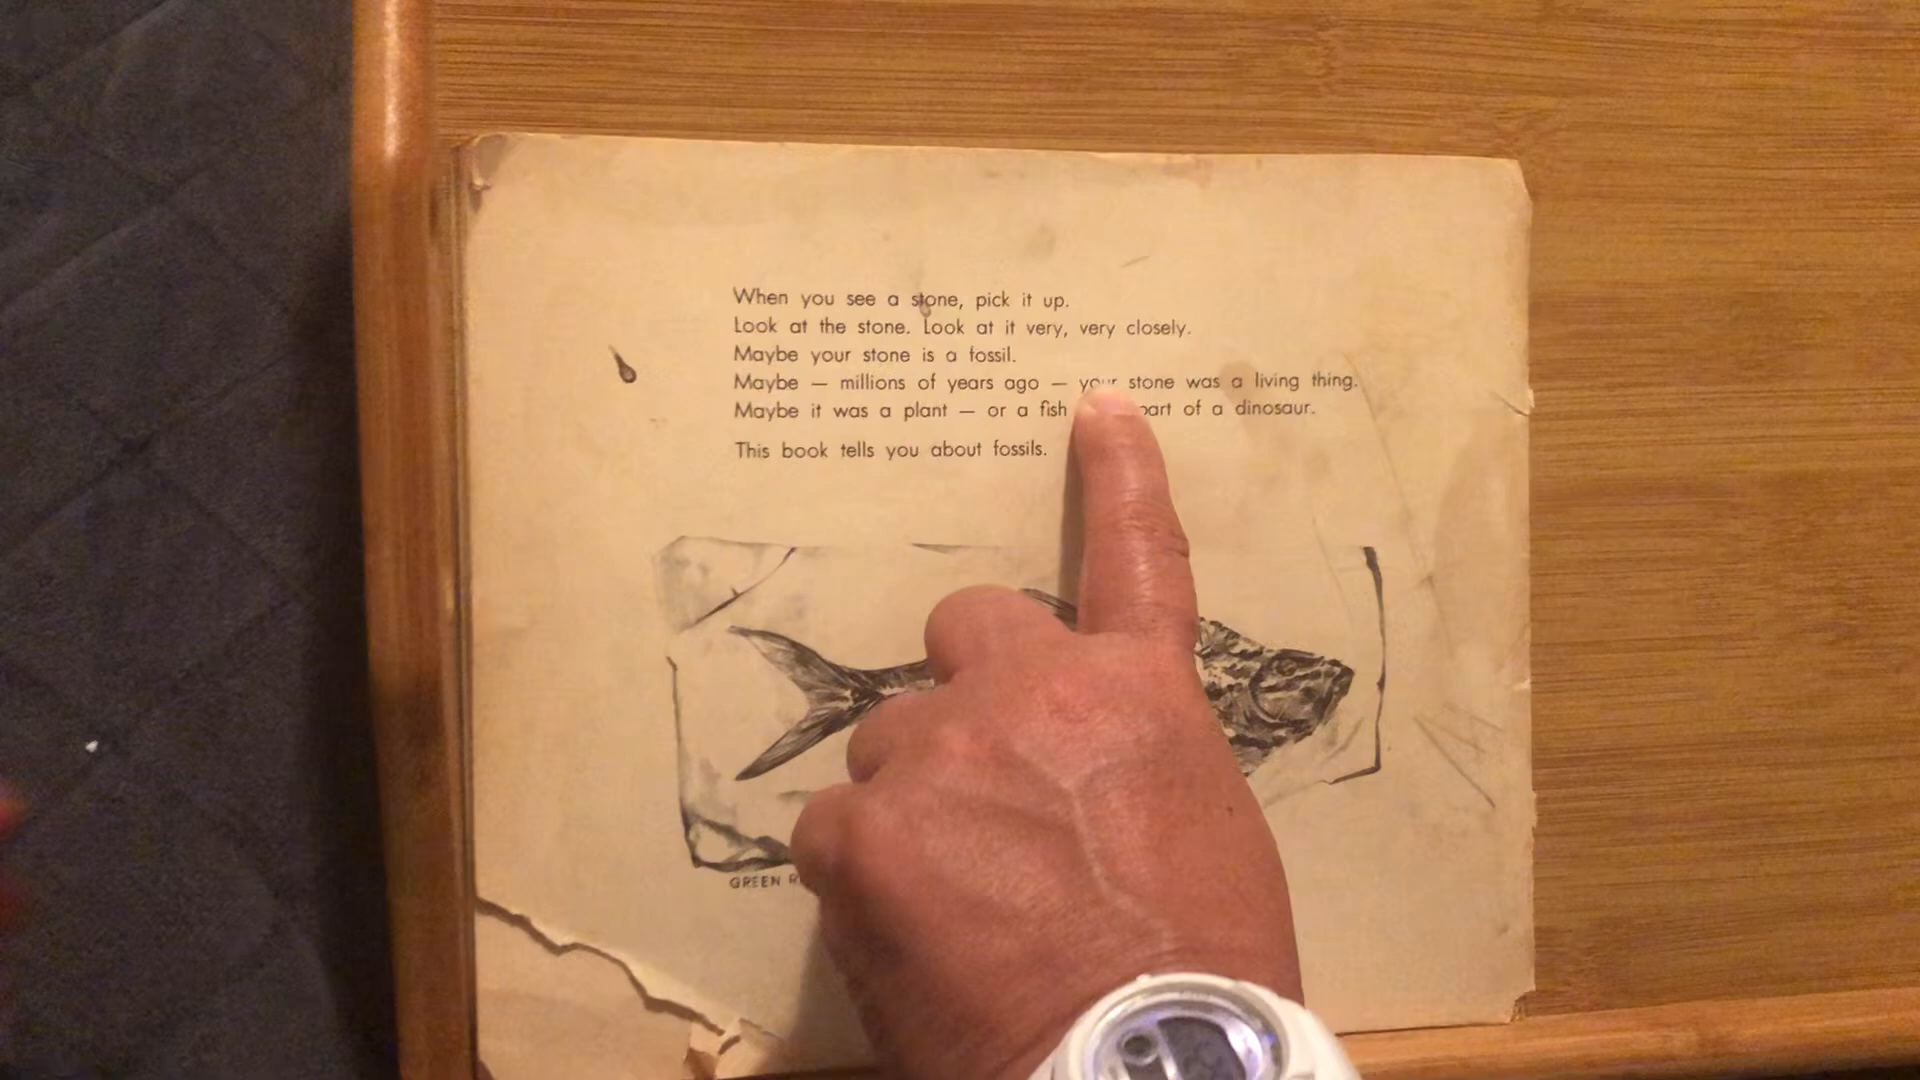 When you see a stone, pick it up.
Look at the stone. Look at it very, very closely.
Maybe your stone is a fossil.
Maybe — millions of years ago — your stone was a living thing.
Maybe it was a plant — or a fish part of a dinosaur.
This book tells you about fossils.
GREEN